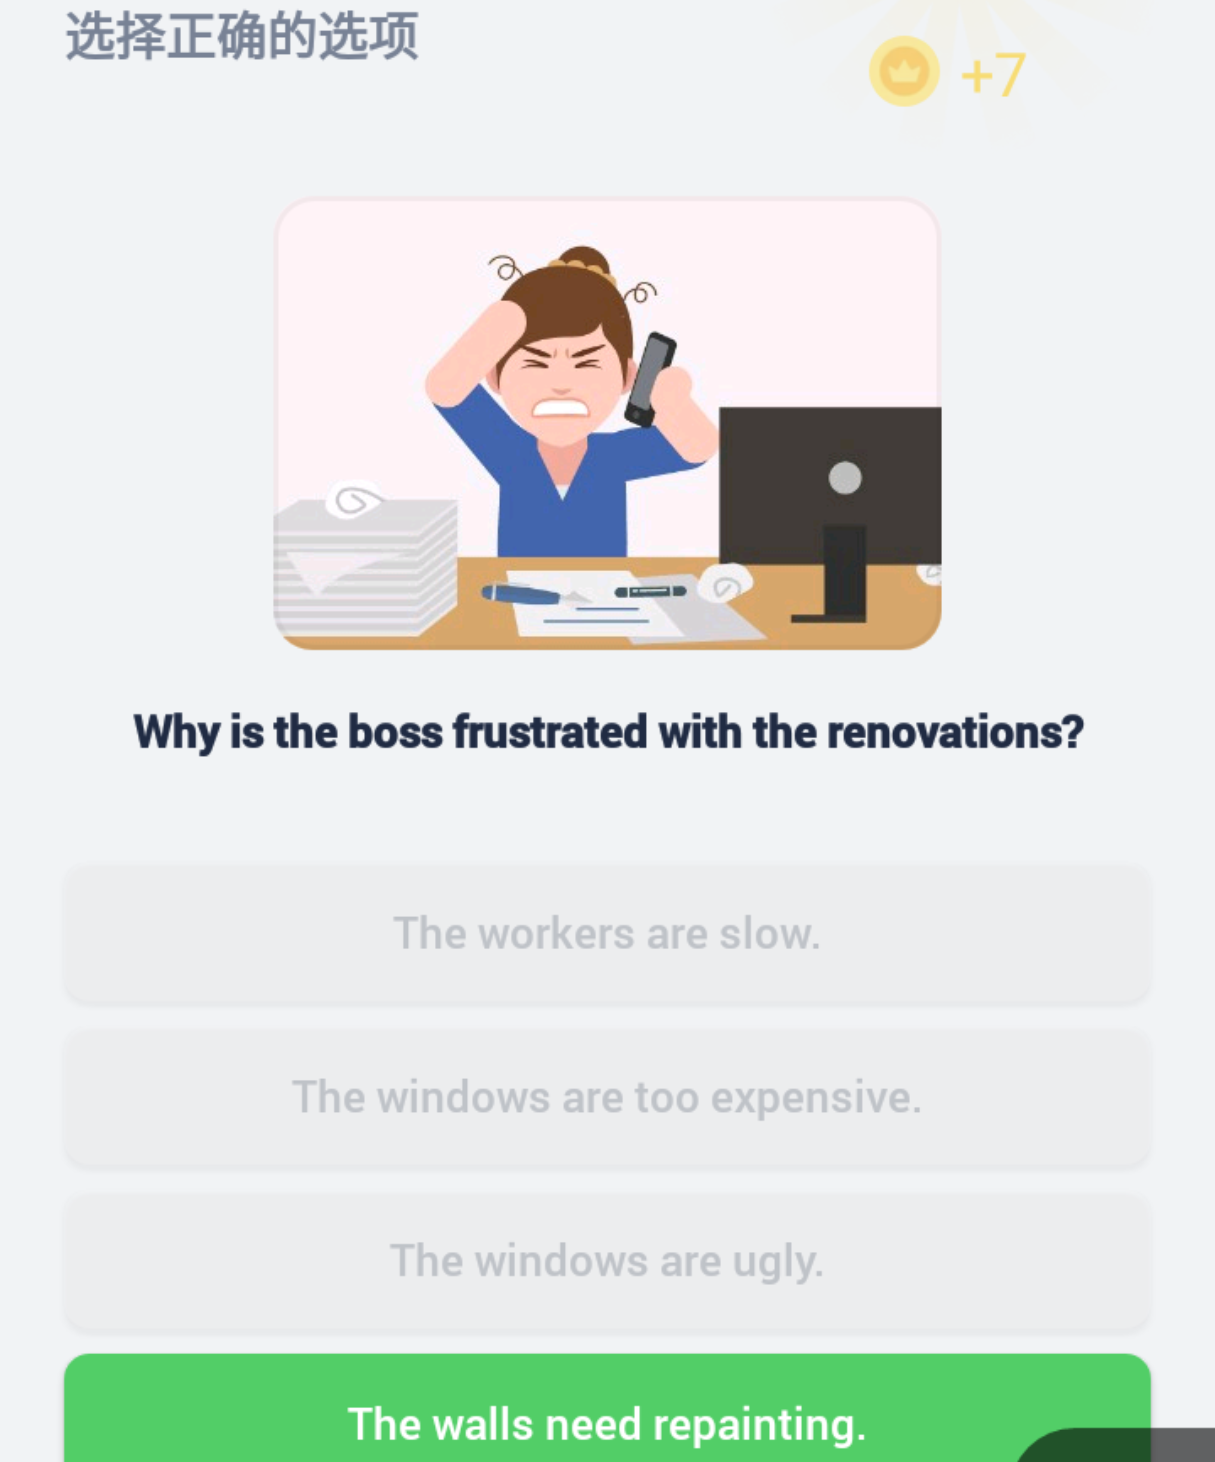 选择正确的选项
+7
Why is the boss frustrated with the renovations?
The workers are slow.
The windows are too expensive.
The windows are ugly.
The walls need repainting.